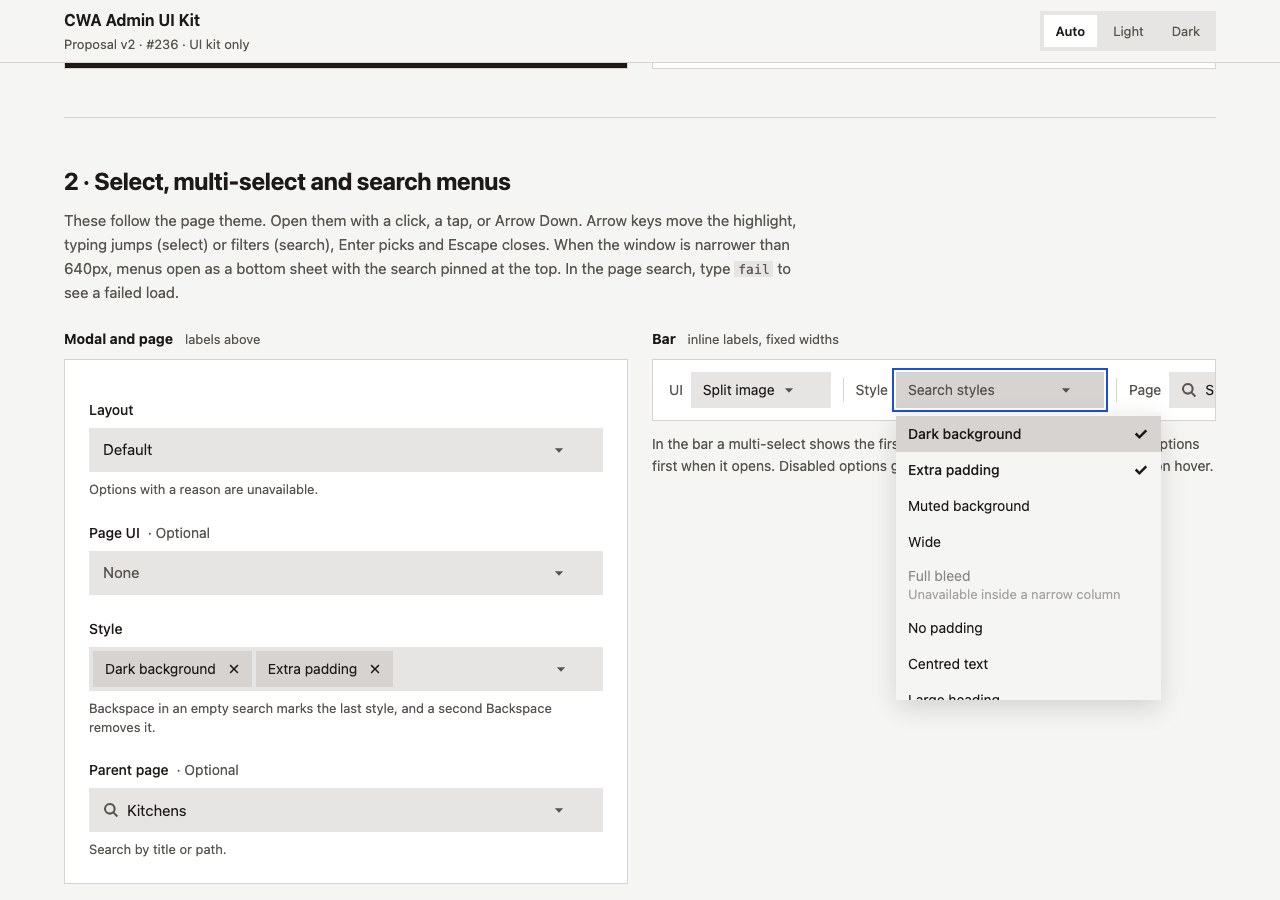 CWA Admin UI Kit
Proposal v2 · #236 · UI kit only
Auto
Light
Dark
2 · Select, multi-select and search menus
These follow the page theme. Open them with a click, a tap, or Arrow Down. Arrow keys move the highlight,
typing jumps (select) or filters (search), Enter picks and Escape closes. When the window is narrower than
640px, menus open as a bottom sheet with the search pinned at the top. In the page search, type fail to
see a failed load.
Modal and page labels above
Layout
Default
Options with a reason are unavailable.
Page UI · Optional
None
Style
Dark background ✕ Extra padding ✕
Backspace in an empty search marks the last style, and a second Backspace
removes it.
Parent page · Optional
Kitchens
Search by title or path.
Bar inline labels, fixed widths
UI Split image Style Search styles Page S
In the bar a multi-select shows the
first when it opens. Disabled options on hover.
Dark background
Extra padding
Muted background
Wide
Full bleed
Unavailable inside a narrow column
No padding
Centred text
Large heading